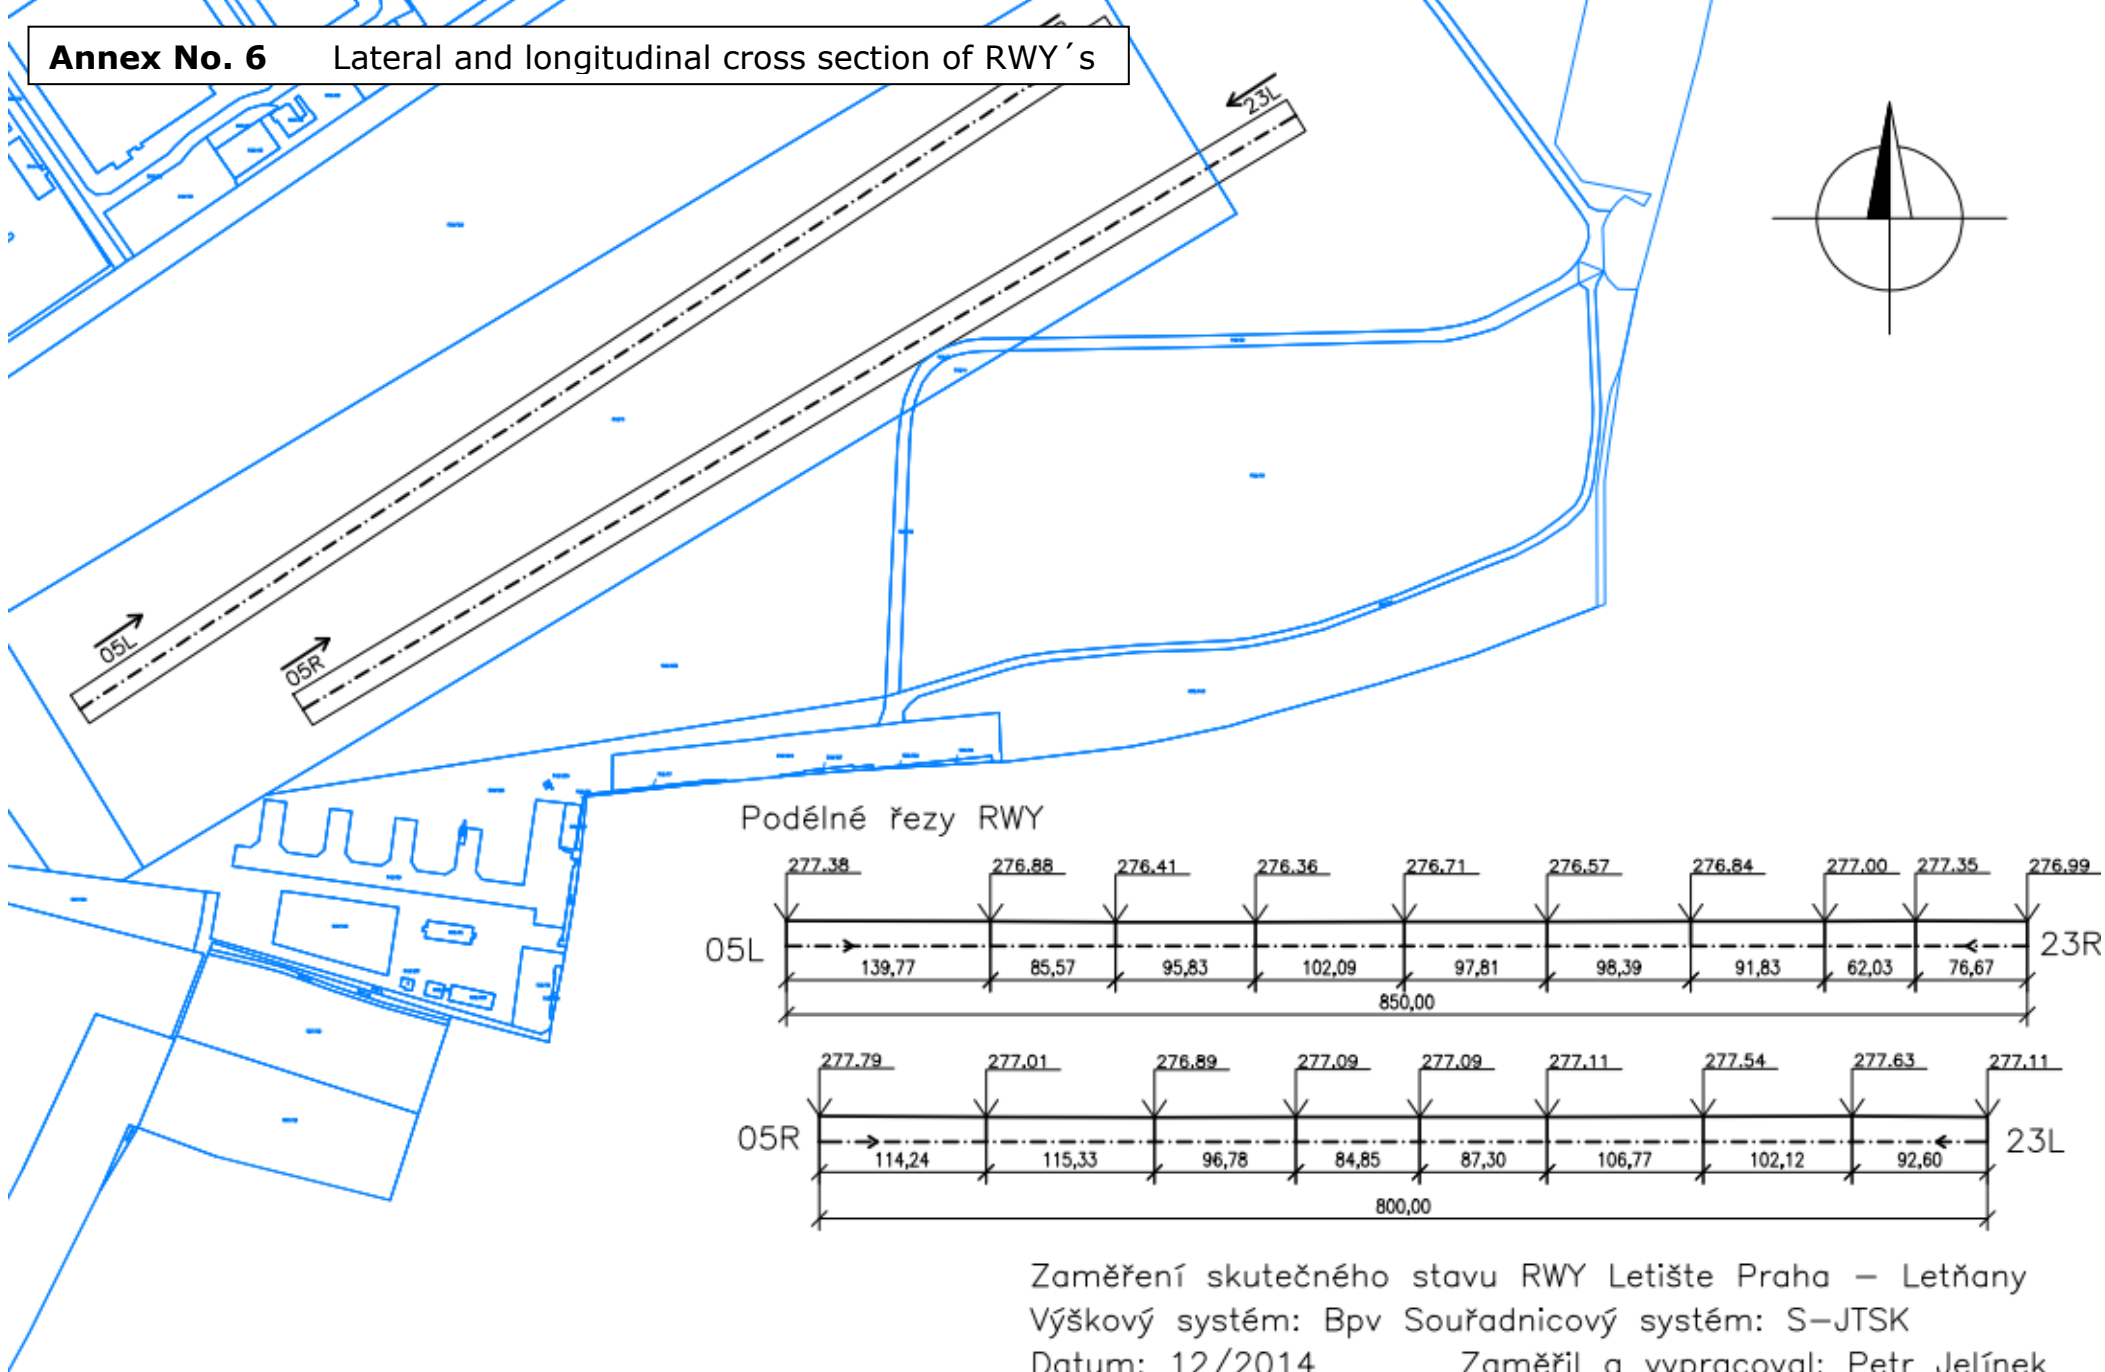 Annex No. 6 Lateral and longitudinal cross section of RWY´s
23L
05L
05R
Podélné řezy RWY
277.38 276.88 276.41 276.36 276.71 276.57 276.84 277.00 277.35 276.99
05L 23R
139,77 85,57 95,83 102,09 97,81 98,39 91,83 62,03 76,67
850,00
277.79 277.01 276.89 277.09 277.09 277.11 277.54 277.63 277.11
05R 23L
114,24 115,33 96,78 84,85 87,30 106,77 102,12 92,60
800,00
Zaměření skutečného stavu RWY Letište Praha – Letňany
Výškový systém: Bpv Souřadnicový systém: S–JTSK
Datum: 12/2014 Zaměřil a vypracoval: Petr Jelínek